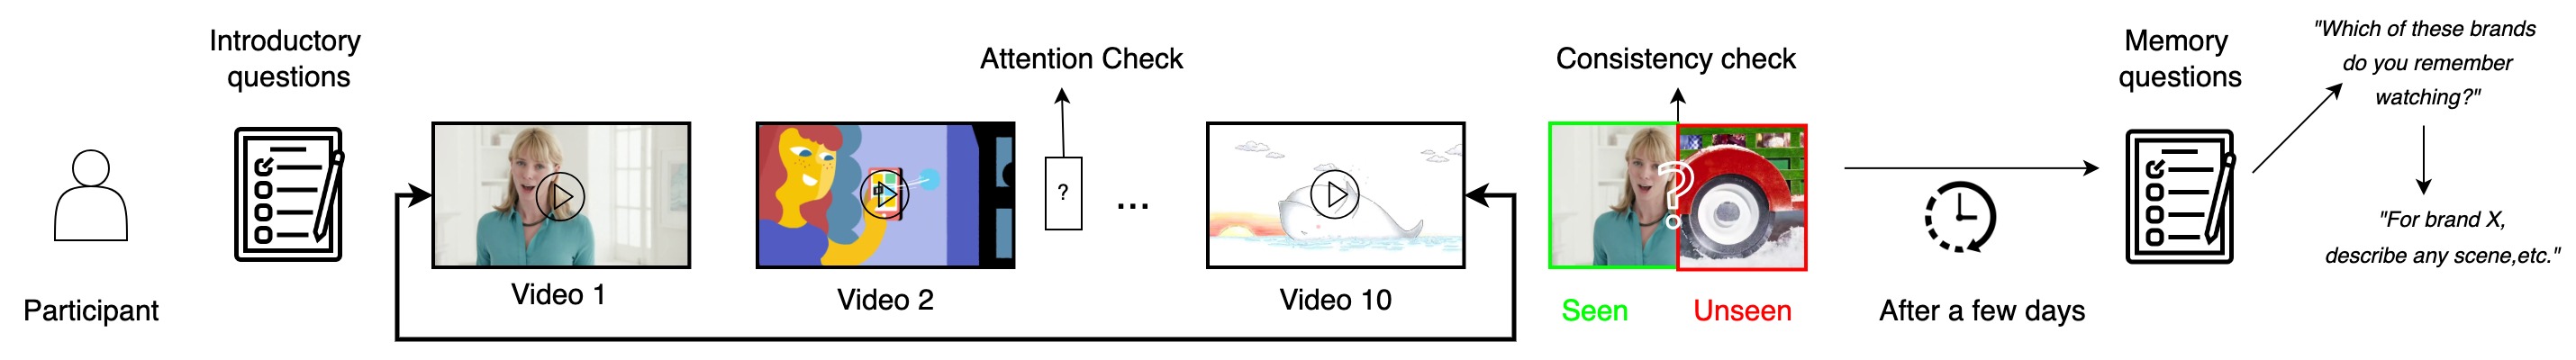 Participant
Introductory
questions
Video 1
Video 2
Attention Check
?
...
Video 10
Consistency check
?
Seen
Unseen
After a few days
Memory
questions
"Which of these brands
do you remember
watching?"
"For brand X,
describe any scene,etc."